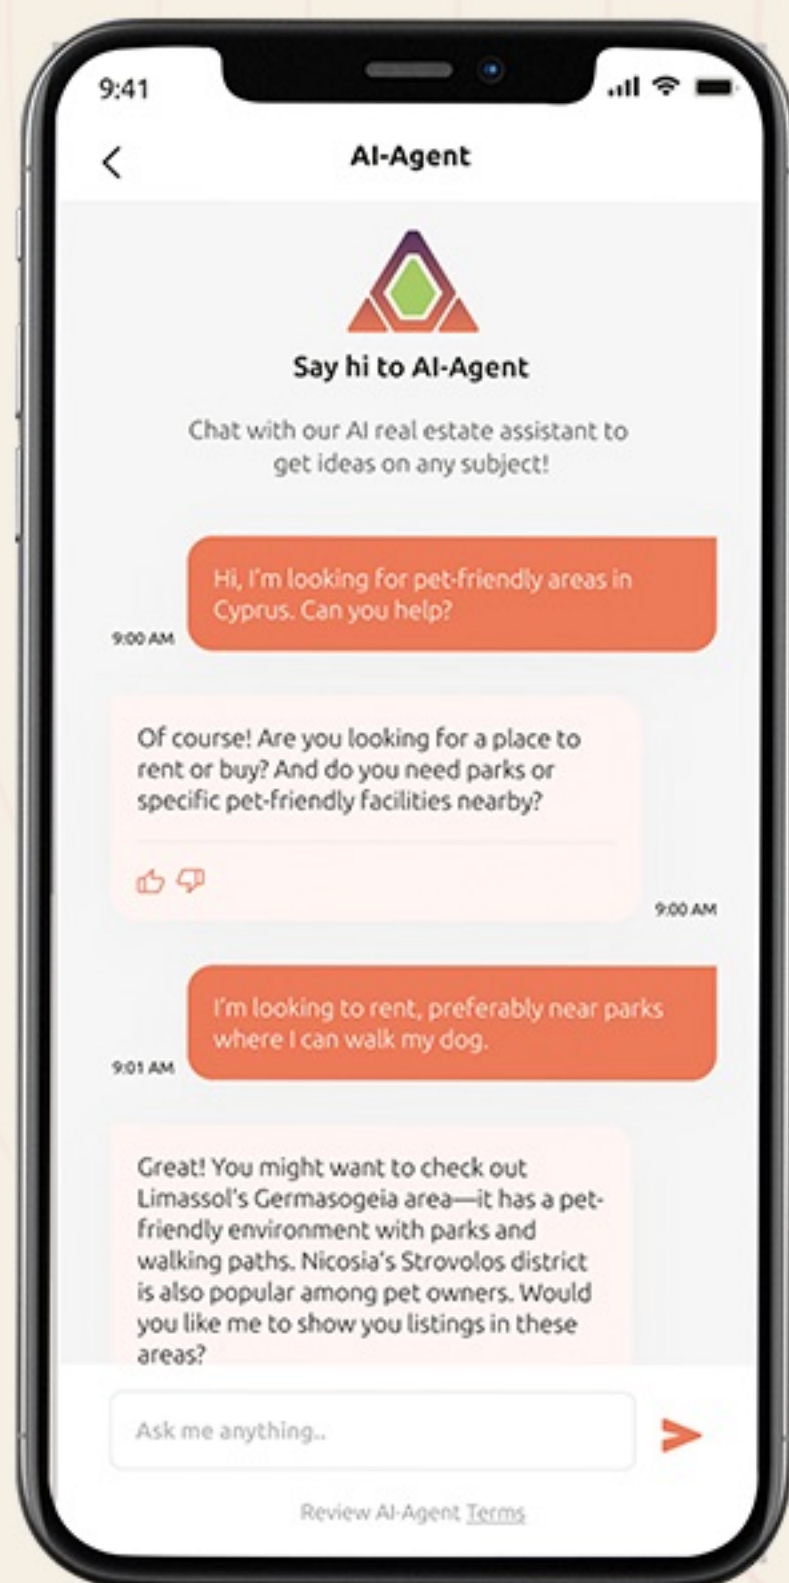 9:41
AI-Agent
Say hi to AI-Agent
Chat with our AI real estate assistant to
get ideas on any subject!
Hi, I'm looking for pet-friendly areas in
Cyprus. Can you help?
9:00 AM
Of course! Are you looking for a place to
rent or buy? And do you need parks or
specific pet-friendly facilities nearby?
9:00 AM
I'm looking to rent, preferably near parks
where I can walk my dog.
9:01 AM
Great! You might want to check out
Limassol's Germasogeia area—it has a pet-
friendly environment with parks and
walking paths. Nicosia's Strovolos district
is also popular among pet owners. Would
you like me to show you listings in these
areas?
Ask me anything..
Review AI-Agent Terms